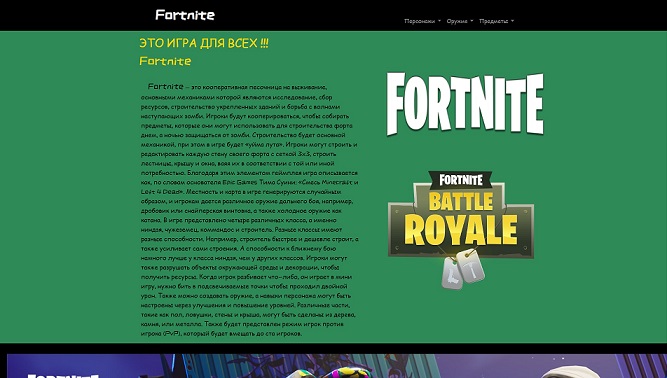 Fortnite
Персонажи Оружие Предметы
ЭТО ИГРА ДЛЯ ВСЕХ !!!
Fortnite
Fortnite – это кооперативная песочница на выживание,
основными механиками которой являются исследование, сбор
ресурсов, строительство укрепленных зданий и борьба с волнами
наступающих зомби. Игроки будут кооперироваться, чтобы собирать
предметы, которые они могут использовать для строительства форта
днем, а ночью защищаться от зомби. Строительство будет основной
механикой, при этом в игре будет «уйма лута». Игроки могут строить и
редактировать каждую стену своего форта с сеткой 3x3, строить
лестницы, крышу и окна, ваяя их в соответствии с той или иной
потребностью. Благодаря этим элементам геймплея игра описывается
как, по словам основателя Epic Games Тима Суини: «Смесь Minecraft и
Left 4 Dead». Местность и карта в игре генерируются случайным
образом, и игрокам дается различное оружие дальнего боя, например,
дробовик или снайперская винтовка, а также холодное оружие как
катана. В игре представлено четыре различных класса, а именно
ниндзя, чужеземец, коммандос и строитель. Разные классы имеют
разные способности. Например, строитель быстрее и дешевле строит, а
также усиливает сами строения. А способности к ближнему бою
намного лучше у класса ниндзя, чем у других классов. Игроки могут
также разрушать объекты окружающей среды и декорации, чтобы
получить ресурсы. Когда игрок разбивает что-либо, он играет в мини
игру, нужно бить в подсвечиваемые точки чтобы проходил двойной
урон. Также можно создавать оружие, а навыки персонажа могут быть
настроены через улучшения и повышение уровней. Различные части,
такие как пол, ловушки, стены и крыша, могут быть сделаны из дерева,
камня, или металла. Также будет представлен режим игрок против
игрока (PvP), который будет вмещать до ста игроков.
FORTNITE
FORTNITE
BATTLE
ROYALE
FORTNITE